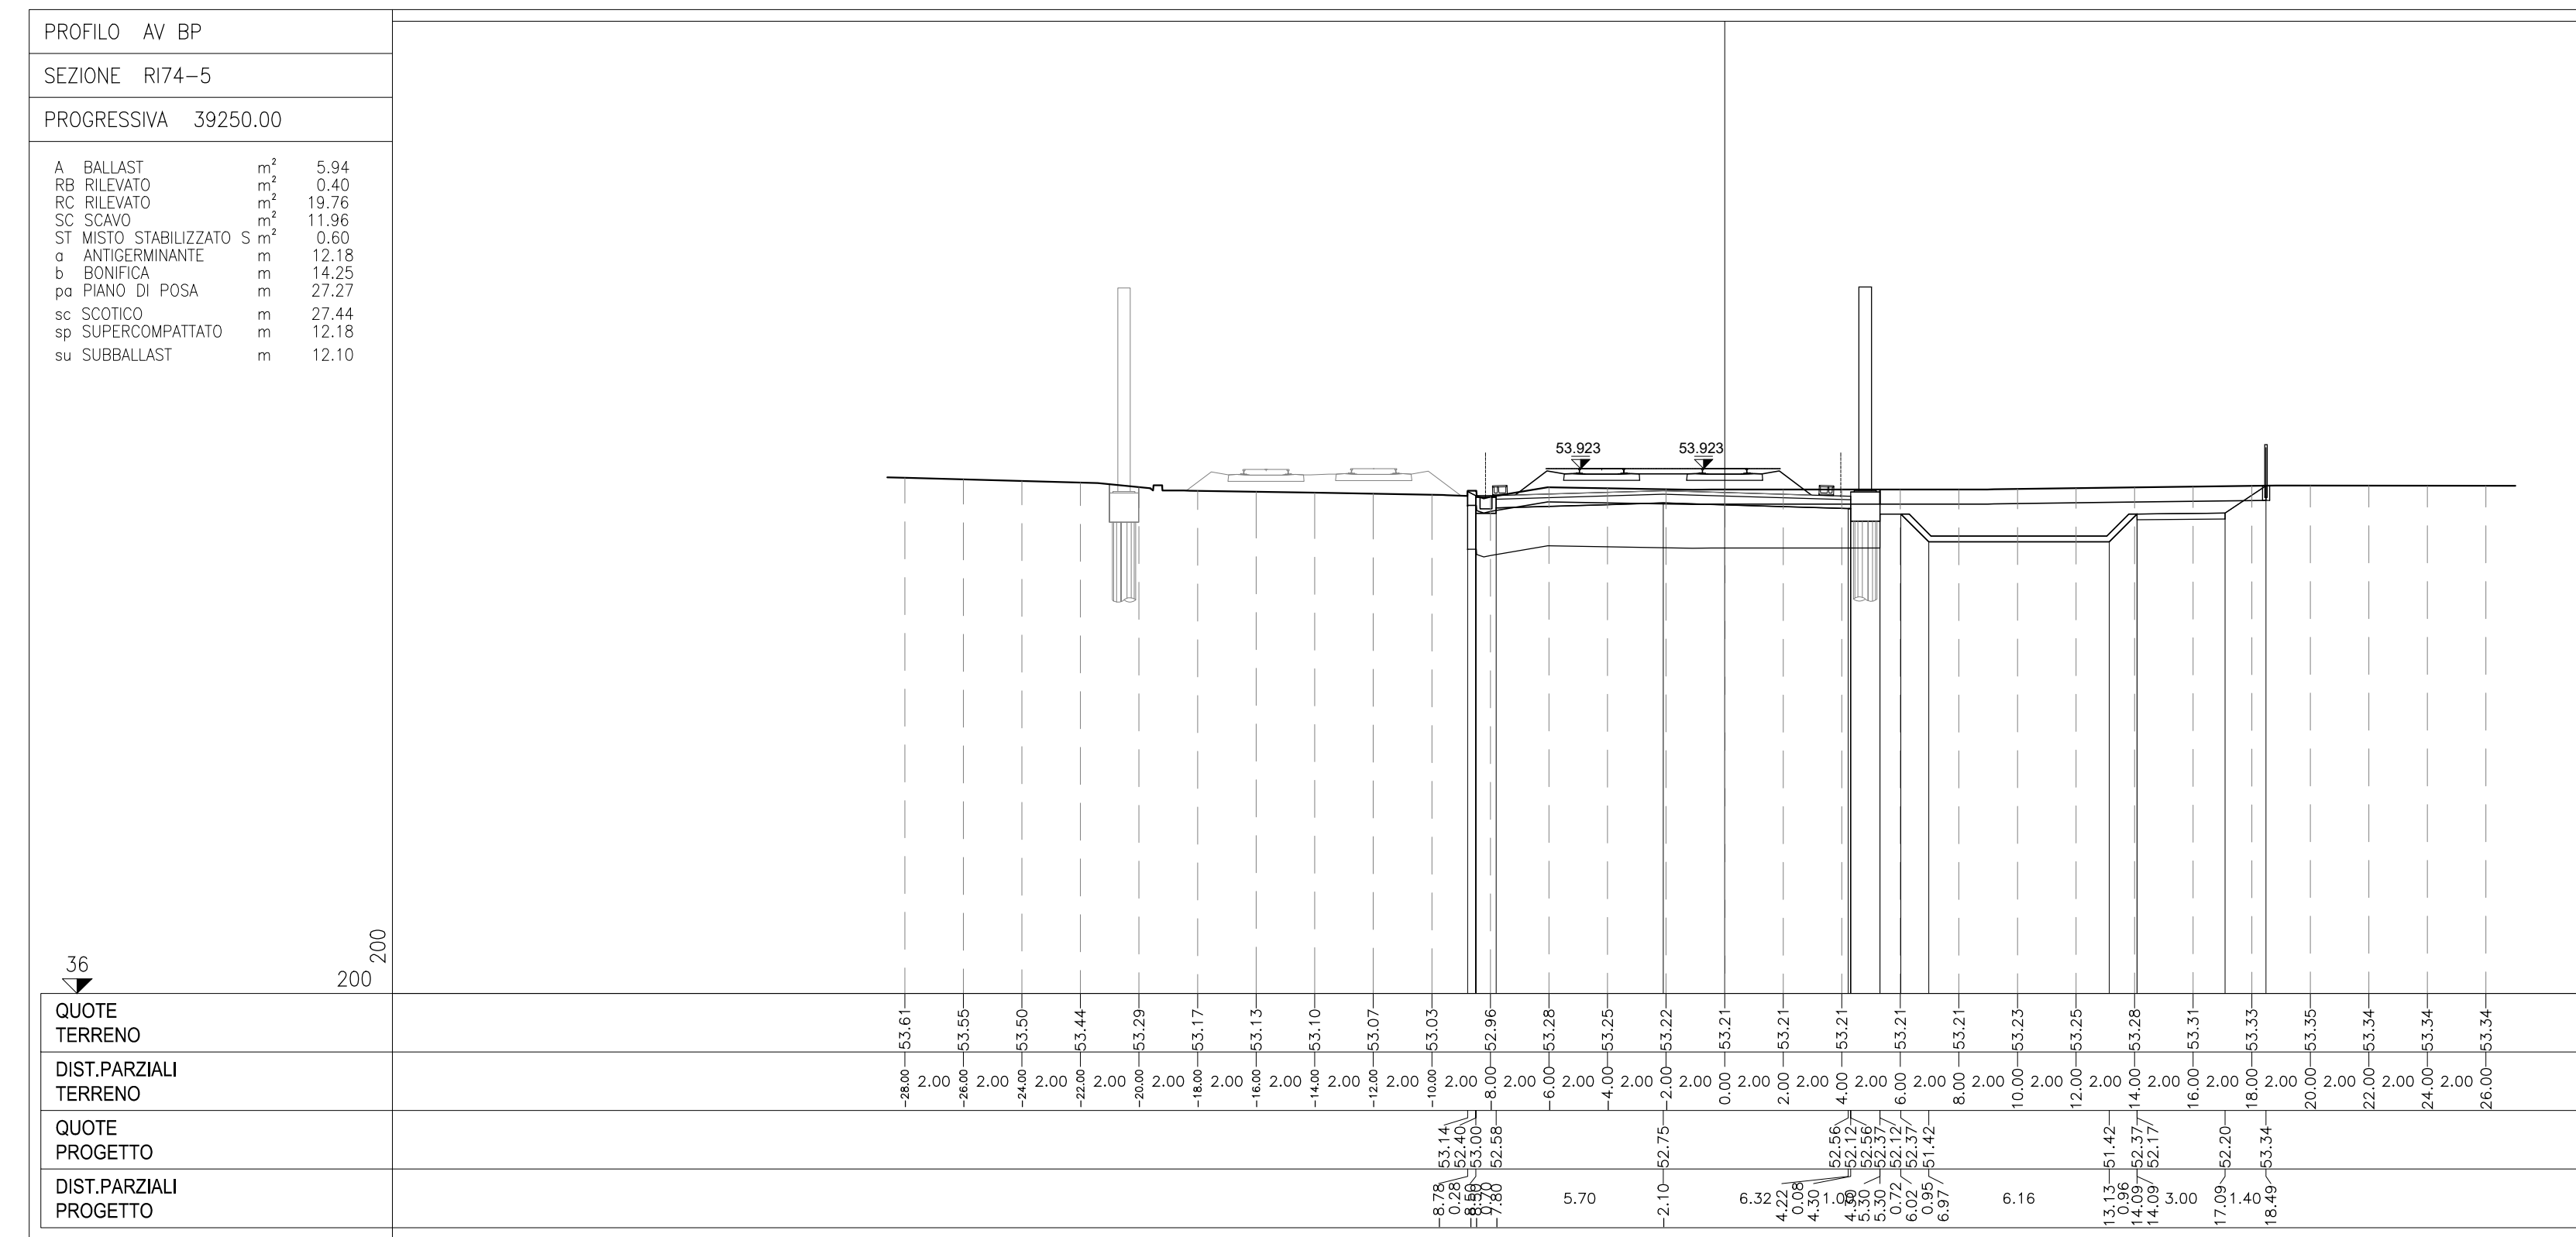 PROFILO AV BP
SEZIONE RI74-5
PROGRESSIVA 39250.00
A BALLAST m² 5.94
RB RILEVATO m² 0.40
RC RILEVATO m² 19.76
SC SCAVO m² 11.96
ST MISTO STABILIZZATO S m² 0.60
a ANTIGERMINANTE m 12.18
b BONIFICA m 14.25
pa PIANO DI POSA m 27.27
sc SCOTICO m 27.44
sp SUPERCOMPATTATO m 12.18
su SUBBALLAST m 12.10
53.923 53.923
36
200
200
QUOTE
TERRENO
53.61 53.55 53.50 53.44 53.29 53.17 53.13 53.10 53.07 53.03 52.96 53.28 53.25 53.22 53.21 53.21 53.21 53.21 53.21 53.23 53.25 53.28 53.31 53.33 53.35 53.34 53.34 53.34
DIST.PARZIALI
TERRENO
-28.00 2.00 -26.00 2.00 -24.00 2.00 -22.00 2.00 -20.00 2.00 -18.00 2.00 -16.00 2.00 -14.00 2.00 -12.00 2.00 -10.00 2.00 -8.00 2.00 -6.00 2.00 -4.00 2.00 -2.00 2.00 0.00 2.00 2.00 2.00 4.00 2.00 6.00 2.00 8.00 2.00 10.00 2.00 12.00 2.00 14.00 2.00 16.00 2.00 18.00 2.00 20.00 2.00 22.00 2.00 24.00 2.00 26.00
QUOTE
PROGETTO
53.14 52.40 53.00 52.58 52.75 52.56 52.12 52.56 52.37 52.12 52.37 51.42 51.42 52.37 52.17 52.20 53.34
DIST.PARZIALI
PROGETTO
-8.78 0.28 -8.50 0.70 -7.80 5.70 -2.10 6.32 4.22 0.08 4.30 4.30 5.30 5.30 0.72 6.02 0.95 6.97 6.16 13.13 0.96 14.09 14.09 3.00 17.09 1.40 18.49